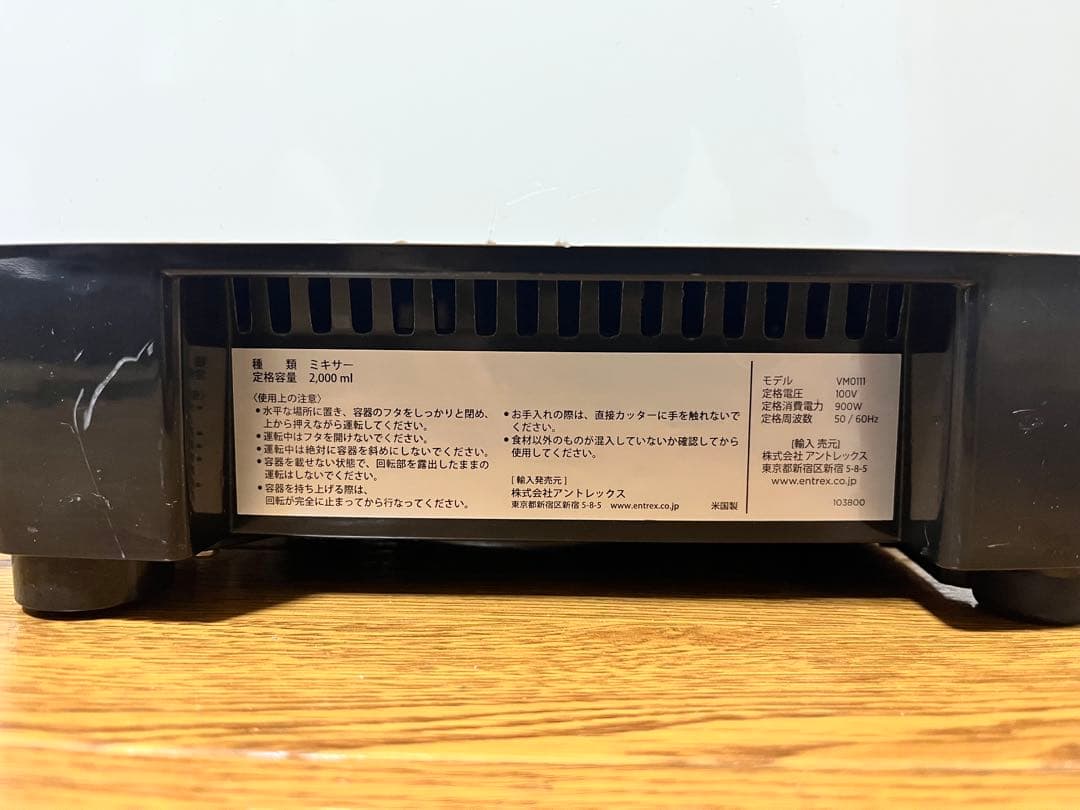 種　類　ミキサー
定格容量　2,000 ml
〈使用上の注意〉
●水平な場所に置き、容器のフタをしっかりと閉め、
上から押えながら運転してください。
●運転中はフタを開けないでください。
●運転中は絶対に容器を斜めにしないでください。
●容器を載せない状態で、回転部を露出したままの
運転はしないでください。
●容器を持ち上げる際は、
回転が完全に止まってから行なってください。
●お手入れの際は、直接カッターに手を触れないで
ください。
●食材以外のものが混入していないか確認してから
使用してください。
［輸入発売元］
株式会社アントレックス
東京都新宿区新宿 5-8-5　www.entrex.co.jp　米国製
モデル　VM0111
定格電圧　100V
定格消費電力　900W
定格周波数　50 / 60Hz
［輸入 売元］
株式会社 アントレックス
東京都新宿区新宿 5-8-5
www.entrex.co.jp
103800